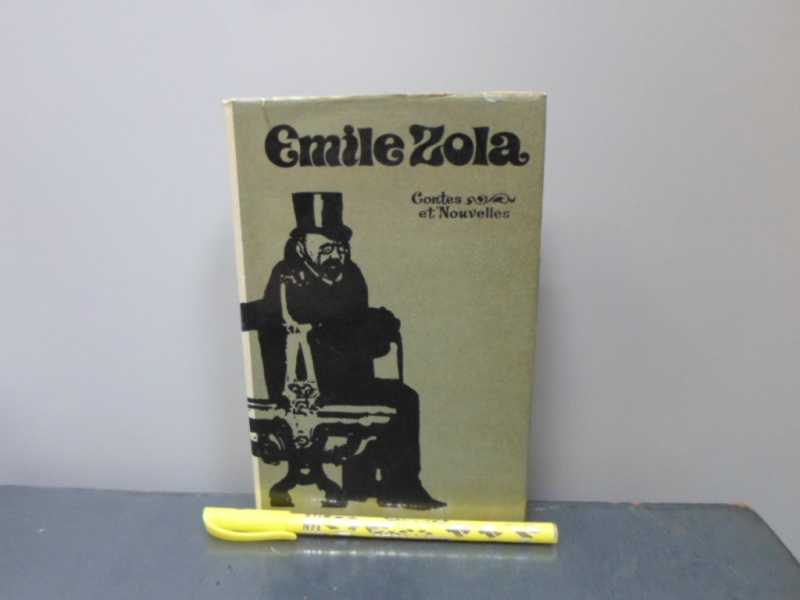 Emile Zola
Contes
et Nouvelles